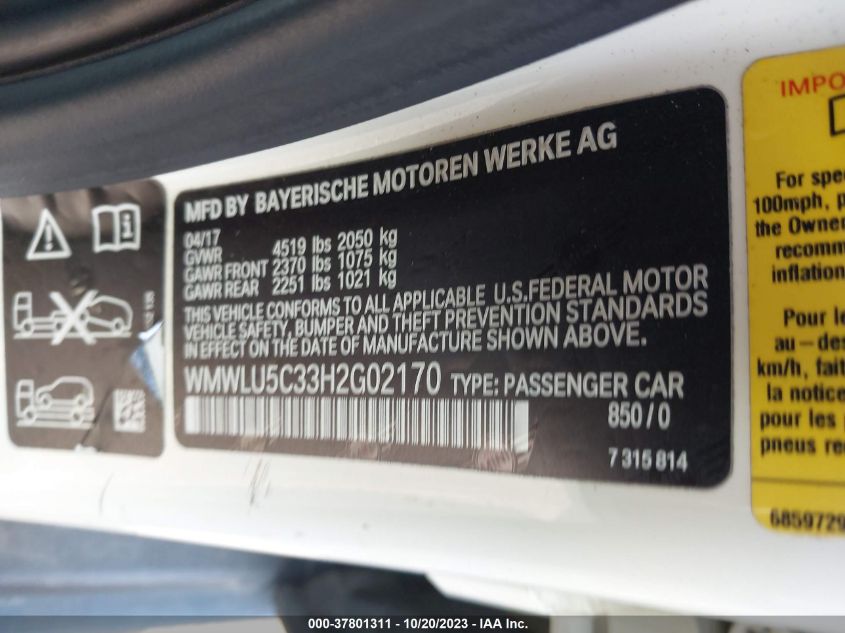 MFD BY BAYERISCHE MOTOREN WERKE AG
04/17
GVWR 4519 lbs 2050 kg
GAWR FRONT 2370 lbs 1075 kg
GAWR REAR 2251 lbs 1021 kg
THIS VEHICLE CONFORMS TO ALL APPLICABLE U.S.FEDERAL MOTOR
VEHICLE SAFETY, BUMPER AND THEFT PREVENTION STANDARDS
IN EFFECT ON THE DATE OF MANUFACTURE SHOWN ABOVE.
WMWLU5C33H2G02170 TYPE: PASSENGER CAR
850/0
7 315 814
IMPO
For spe
100mph, p
the Owner
recomm
inflation
Pour le
au-des
km/h, fait
la notice
pour les
pneus re
6859729
000-37801311 - 10/20/2023 - IAA Inc.